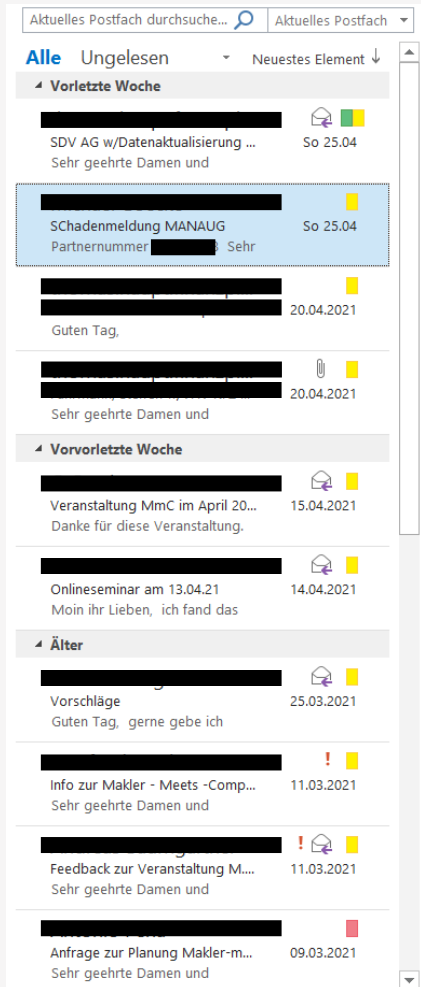 Aktuelles Postfach durchsuche... Aktuelles Postfach
Alle Ungelesen Neuestes Element
Vorletzte Woche
SDV AG w/Datenaktualisierung ... So 25.04
Sehr geehrte Damen und
SChadenmeldung MANAUG So 25.04
Partnernummer Sehr
20.04.2021
Guten Tag,
20.04.2021
Sehr geehrte Damen und
Vorvorletzte Woche
Veranstaltung MmC im April 20... 15.04.2021
Danke für diese Veranstaltung.
Onlineseminar am 13.04.21 14.04.2021
Moin ihr Lieben, ich fand das
Älter
Vorschläge 25.03.2021
Guten Tag, gerne gebe ich
!
Info zur Makler - Meets -Comp... 11.03.2021
Sehr geehrte Damen und
!
Feedback zur Veranstaltung M.... 11.03.2021
Sehr geehrte Damen und
Anfrage zur Planung Makler-m... 09.03.2021
Sehr geehrte Damen und